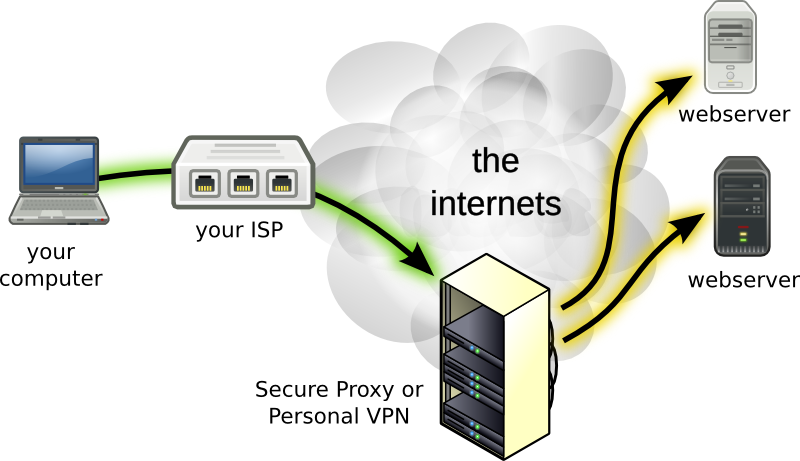 webserver
the
internets
your ISP
your
computer
webserver
Secure Proxy or
Personal VPN